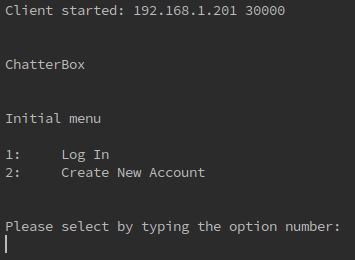 Client started: 192.168.1.201 30000
ChatterBox
Initial menu
1: Log In
2: Create New Account
Please select by typing the option number: